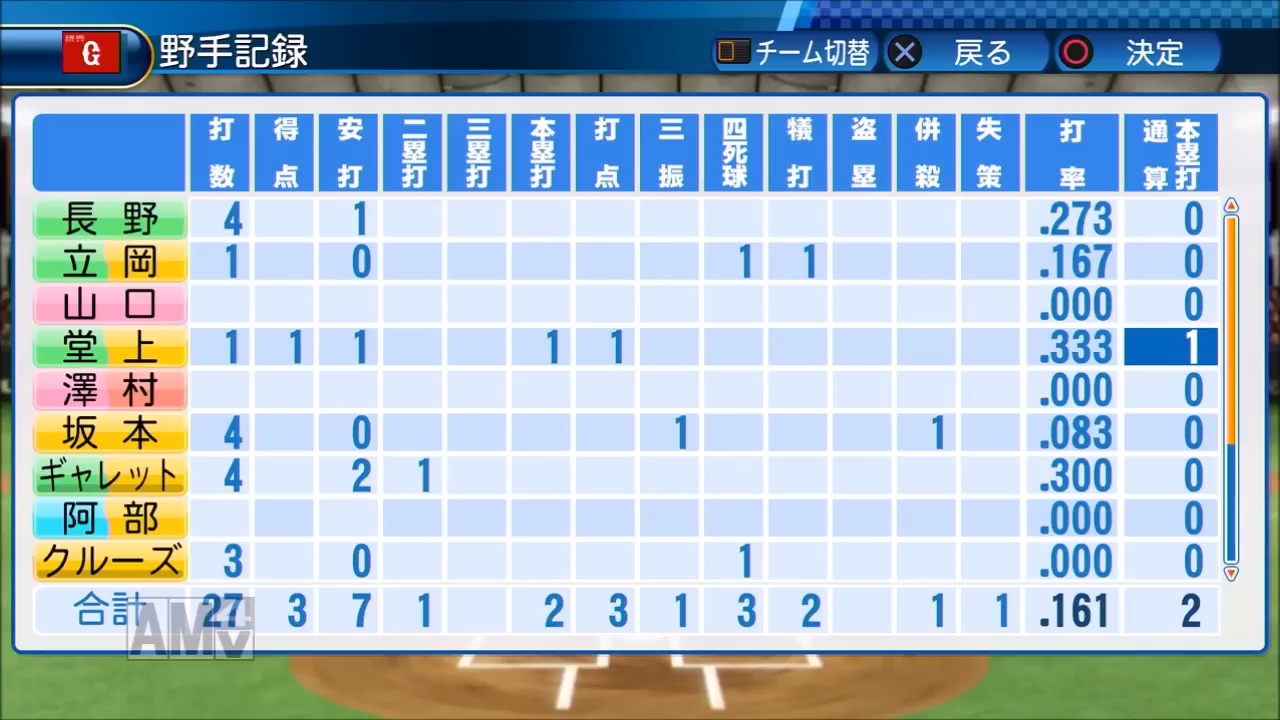 G 野手記録 チーム切替 戻る 決定
打数 得点 安打 二塁打 三塁打 本塁打 打点 三振 四死球 犠打 盗塁 併殺 失策 打率 通算本塁打
長野 4 1 .273 0
立岡 1 0 1 1 .167 0
山口 .000 0
堂上 1 1 1 1 1 .333 1
澤村 .000 0
坂本 4 0 1 1 .083 0
ギャレット 4 2 1 .300 0
阿部 .000 0
クルーズ 3 0 1 .000 0
合計 27 3 7 1 2 3 1 3 2 1 1 .161 2